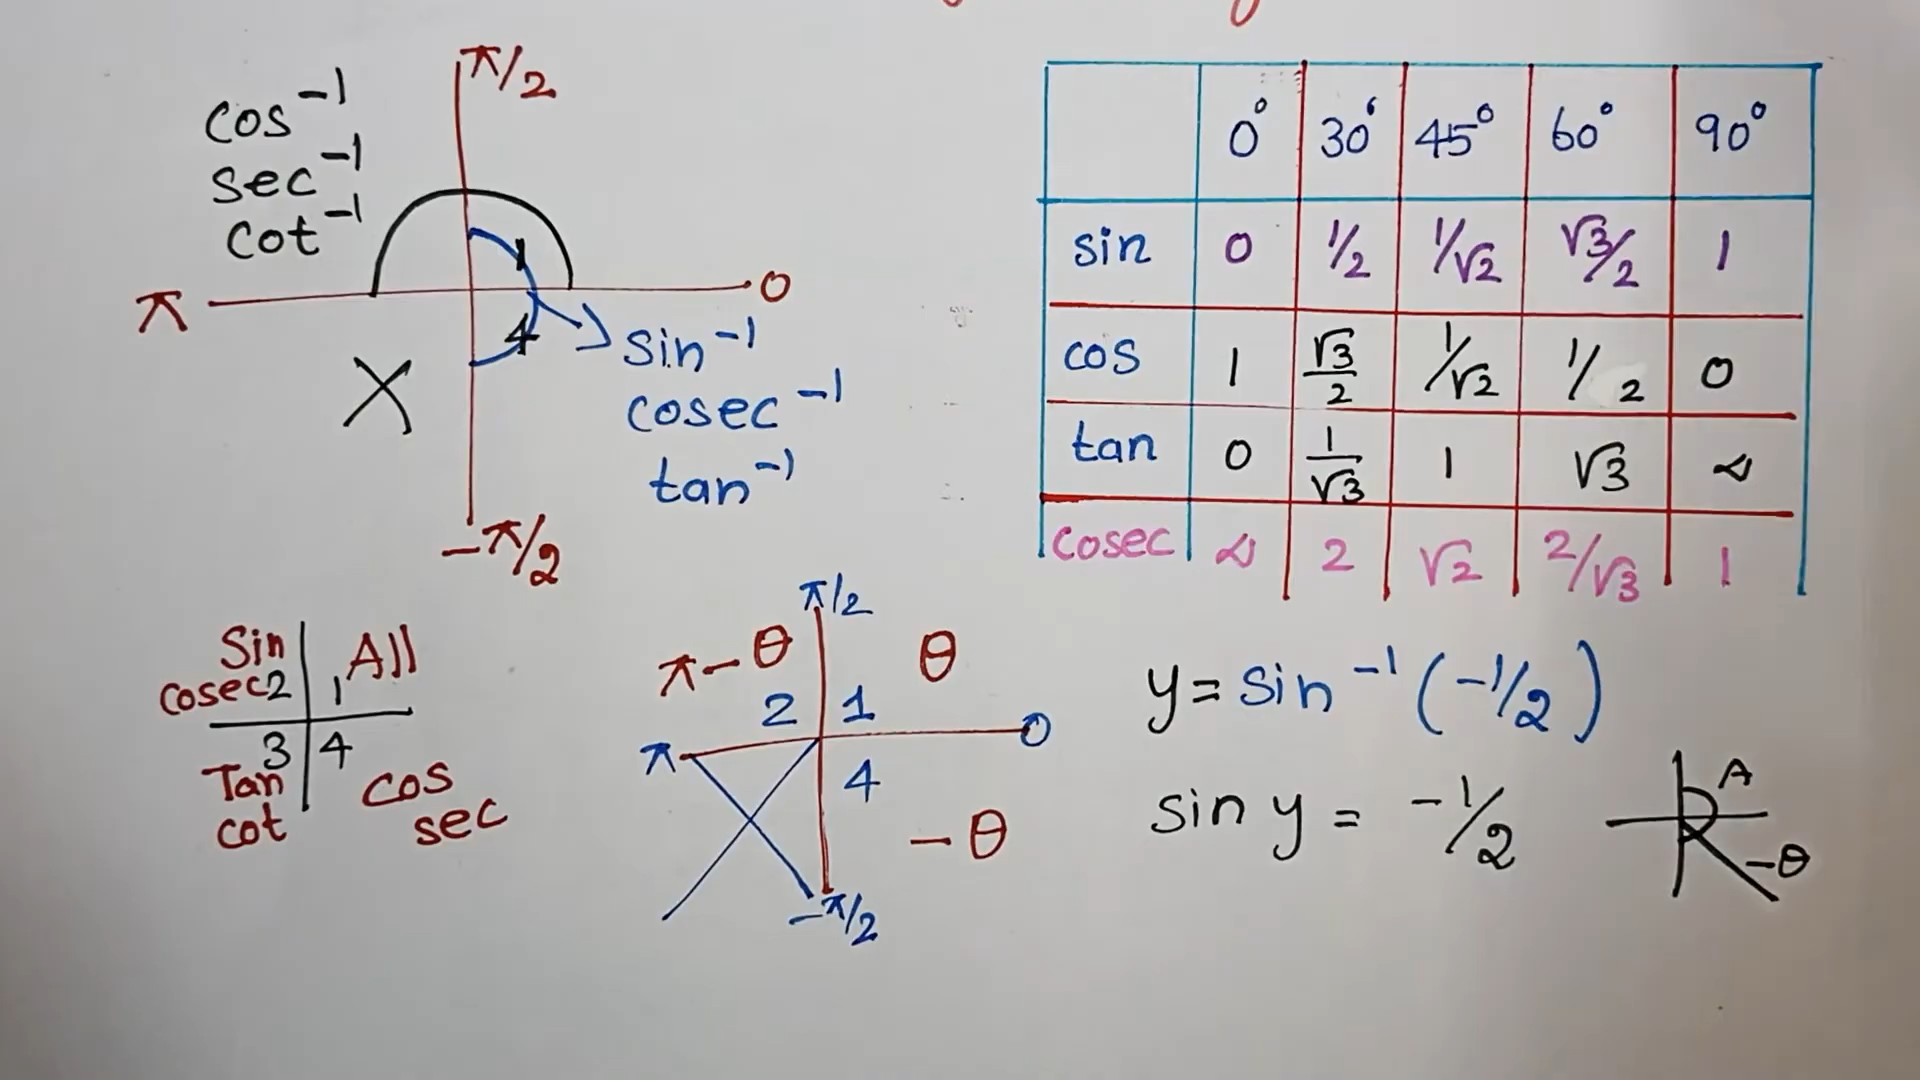 π/2
cos⁻¹
sec⁻¹
cot⁻¹
1
π
0
4
sin⁻¹
cosec⁻¹
tan⁻¹
-π/2
0° 30° 45° 60° 90°
sin 0 1/2 1/√2 √3/2 1
cos 1 √3/2 1/√2 1/2 0
tan 0 1/√3 1 √3 ∝
cosec ∝ 2 √2 2/√3 1
Sin All
cosec 2 1
3 4
Tan cos
cot sec
π/2
π-θ θ
2 1
π 0
4
-θ
-π/2
y = sin⁻¹(-1/2)
sin y = -1/2
A
-θ